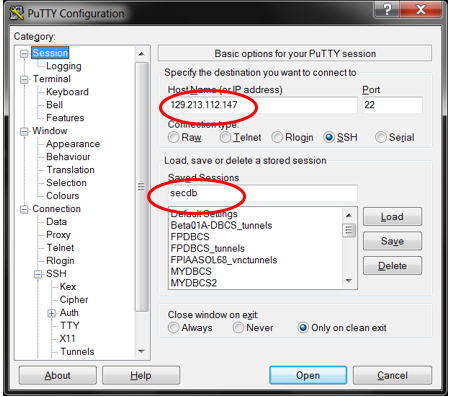 PuTTY Configuration
Category:
Session
Logging
Terminal
Keyboard
Bell
Features
Window
Appearance
Behaviour
Translation
Selection
Colours
Connection
Data
Proxy
Telnet
Rlogin
SSH
Kex
Cipher
Auth
TTY
X11
Tunnels
Basic options for your PuTTY session
Specify the destination you want to connect to
Host Name (or IP address) Port
129.213.112.147 22
Connection type:
Raw Telnet Rlogin SSH Serial
Load, save or delete a stored session
Saved Sessions
secdb
Default Settings
Beta01A-DBCS_tunnels
FPDBCS
FPDBCS_tunnels
FPIAASOL68_vnctunnels
MYDBCS
MYDBCS2
Load
Save
Delete
Close window on exit:
Always Never Only on clean exit
About Help Open Cancel